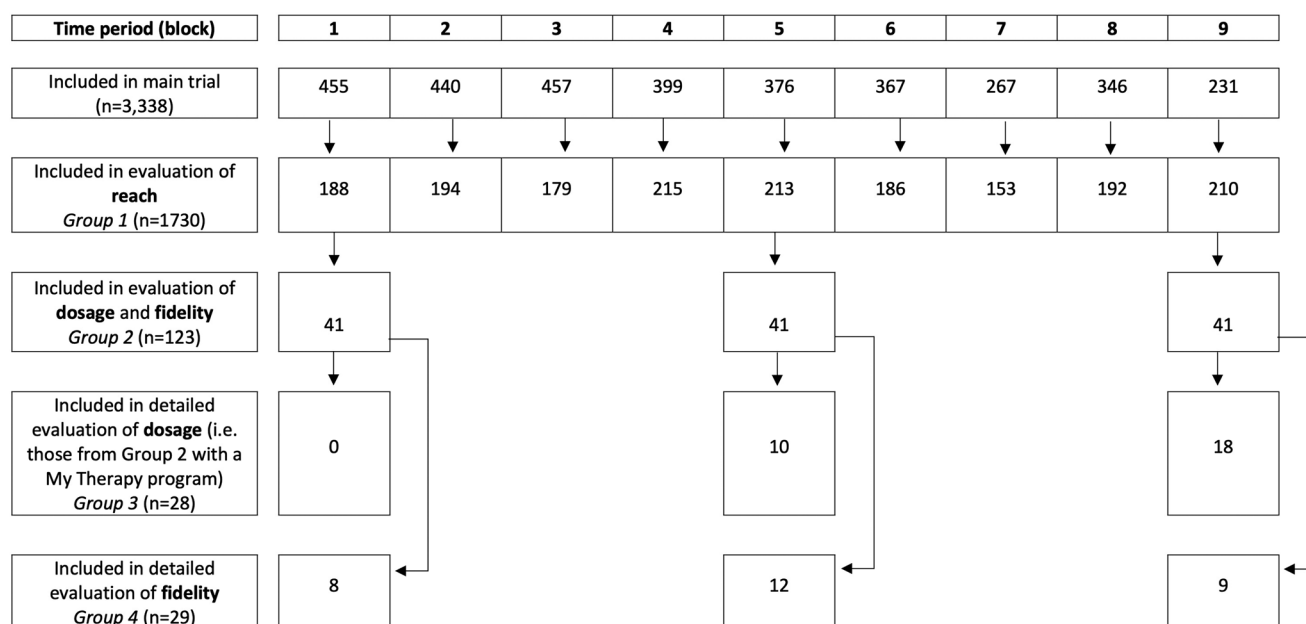 Time period (block) 1 2 3 4 5 6 7 8 9
Included in main trial
(n=3,338)
455 440 457 399 376 367 267 346 231
Included in evaluation of
reach
Group 1 (n=1730)
188 194 179 215 213 186 153 192 210
Included in evaluation of
dosage and fidelity
Group 2 (n=123)
41 41 41
Included in detailed
evaluation of dosage (i.e.
those from Group 2 with a
My Therapy program)
Group 3 (n=28)
0 10 18
Included in detailed
evaluation of fidelity
Group 4 (n=29)
8 12 9